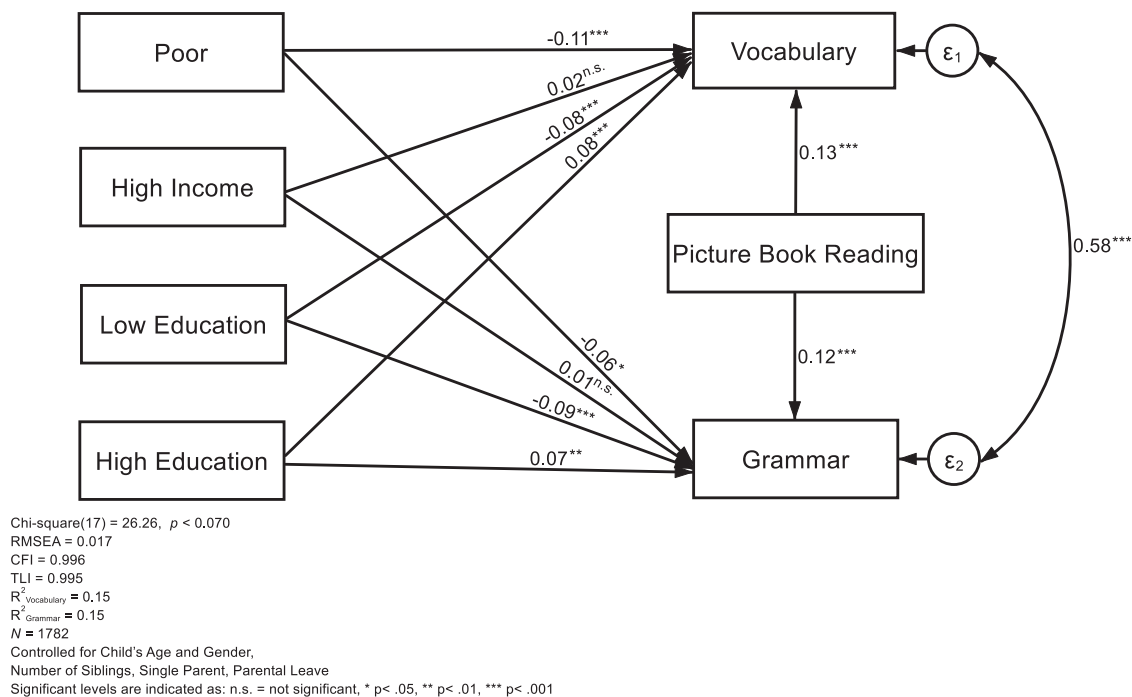 Poor
-0.11***
Vocabulary
ε1
0.02n.s.
-0.08***
0.08***
High Income
0.13***
Picture Book Reading
0.58***
Low Education
-0.06*
0.01n.s.
0.12***
-0.09***
High Education
0.07**
Grammar
ε2
Chi-square(17) = 26.26, p < 0.070
RMSEA = 0.017
CFI = 0.996
TLI = 0.995
R²Vocabulary = 0.15
R²Grammar = 0.15
N = 1782
Controlled for Child's Age and Gender,
Number of Siblings, Single Parent, Parental Leave
Significant levels are indicated as: n.s. = not significant, * p< .05, ** p< .01, *** p< .001